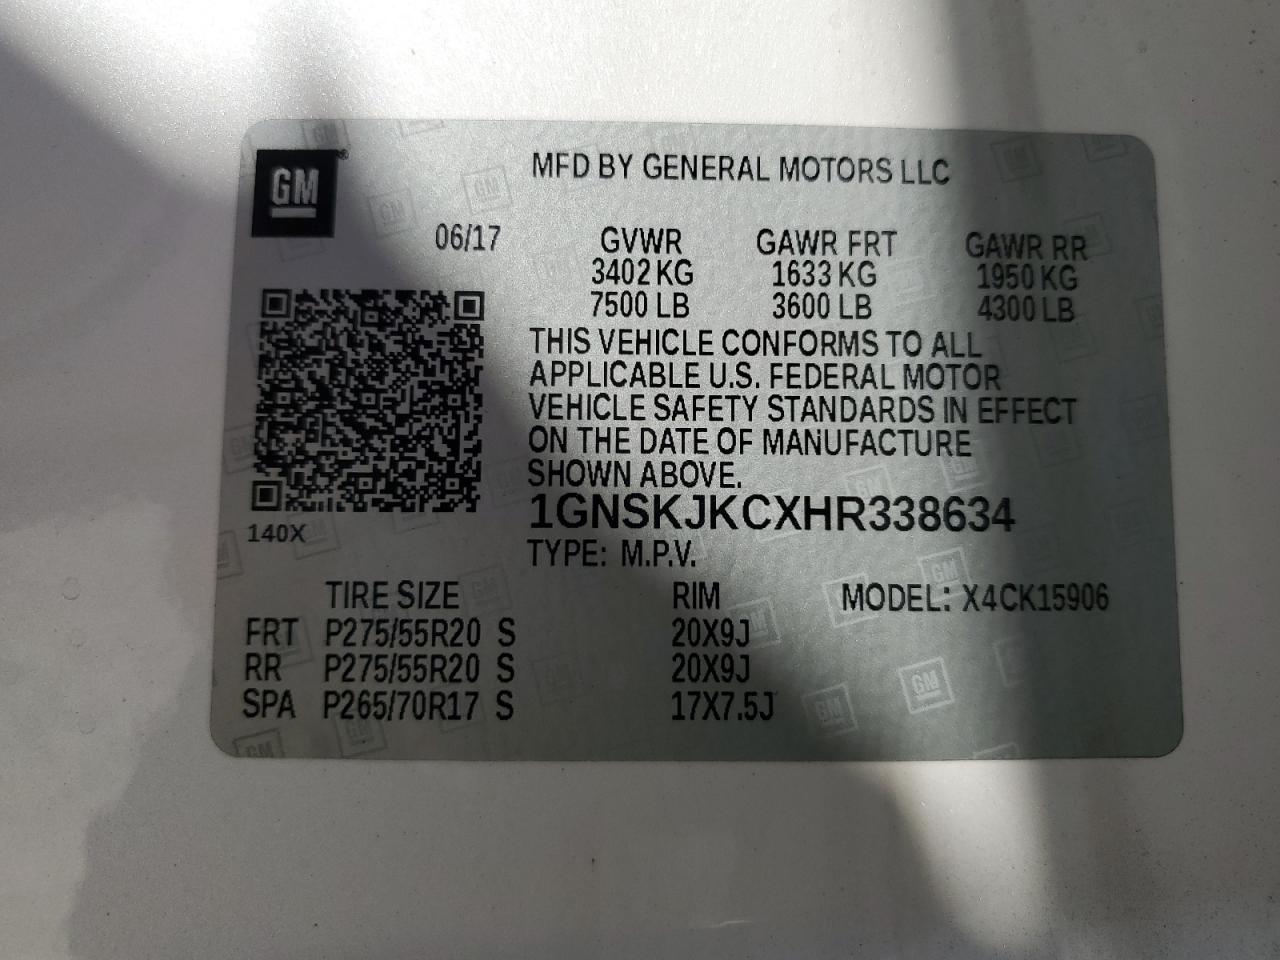 GM
MFD BY GENERAL MOTORS LLC
06/17 GVWR GAWR FRT GAWR RR
3402 KG 1633 KG 1950 KG
7500 LB 3600 LB 4300 LB
THIS VEHICLE CONFORMS TO ALL
APPLICABLE U.S. FEDERAL MOTOR
VEHICLE SAFETY STANDARDS IN EFFECT
ON THE DATE OF MANUFACTURE
SHOWN ABOVE.
1GNSKJKCXHR338634
140X
TYPE: M.P.V.
TIRE SIZE RIM MODEL: X4CK15906
FRT P275/55R20 S 20X9J
RR P275/55R20 S 20X9J
SPA P265/70R17 S 17X7.5J